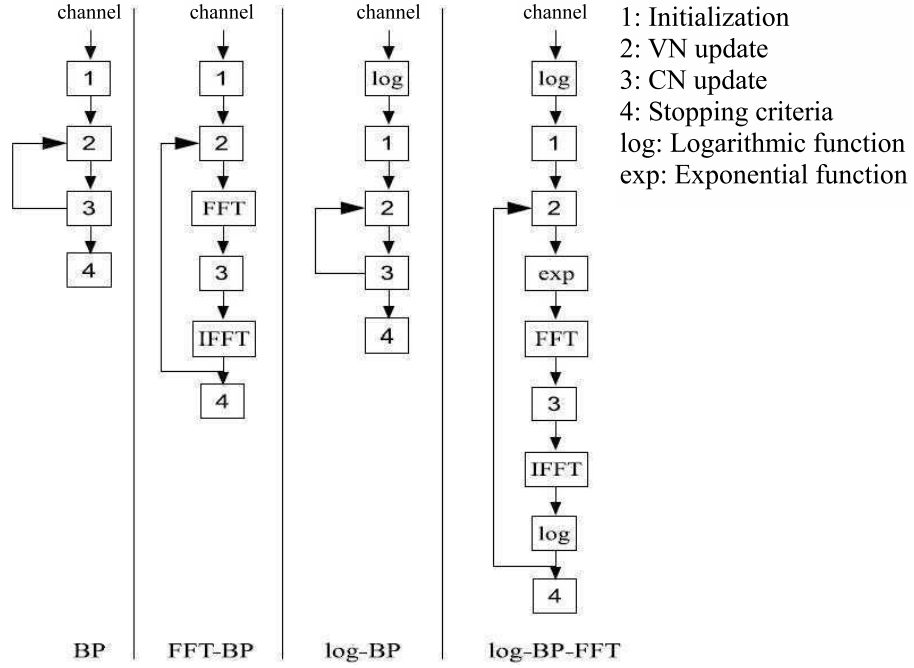 channel
1
2
3
4
BP
channel
1
2
FFT
3
IFFT
4
FFT-BP
channel
log
1
2
3
4
log-BP
channel
log
1
2
exp
FFT
3
IFFT
log
4
log-BP-FFT
1: Initialization
2: VN update
3: CN update
4: Stopping criteria
log: Logarithmic function
exp: Exponential function